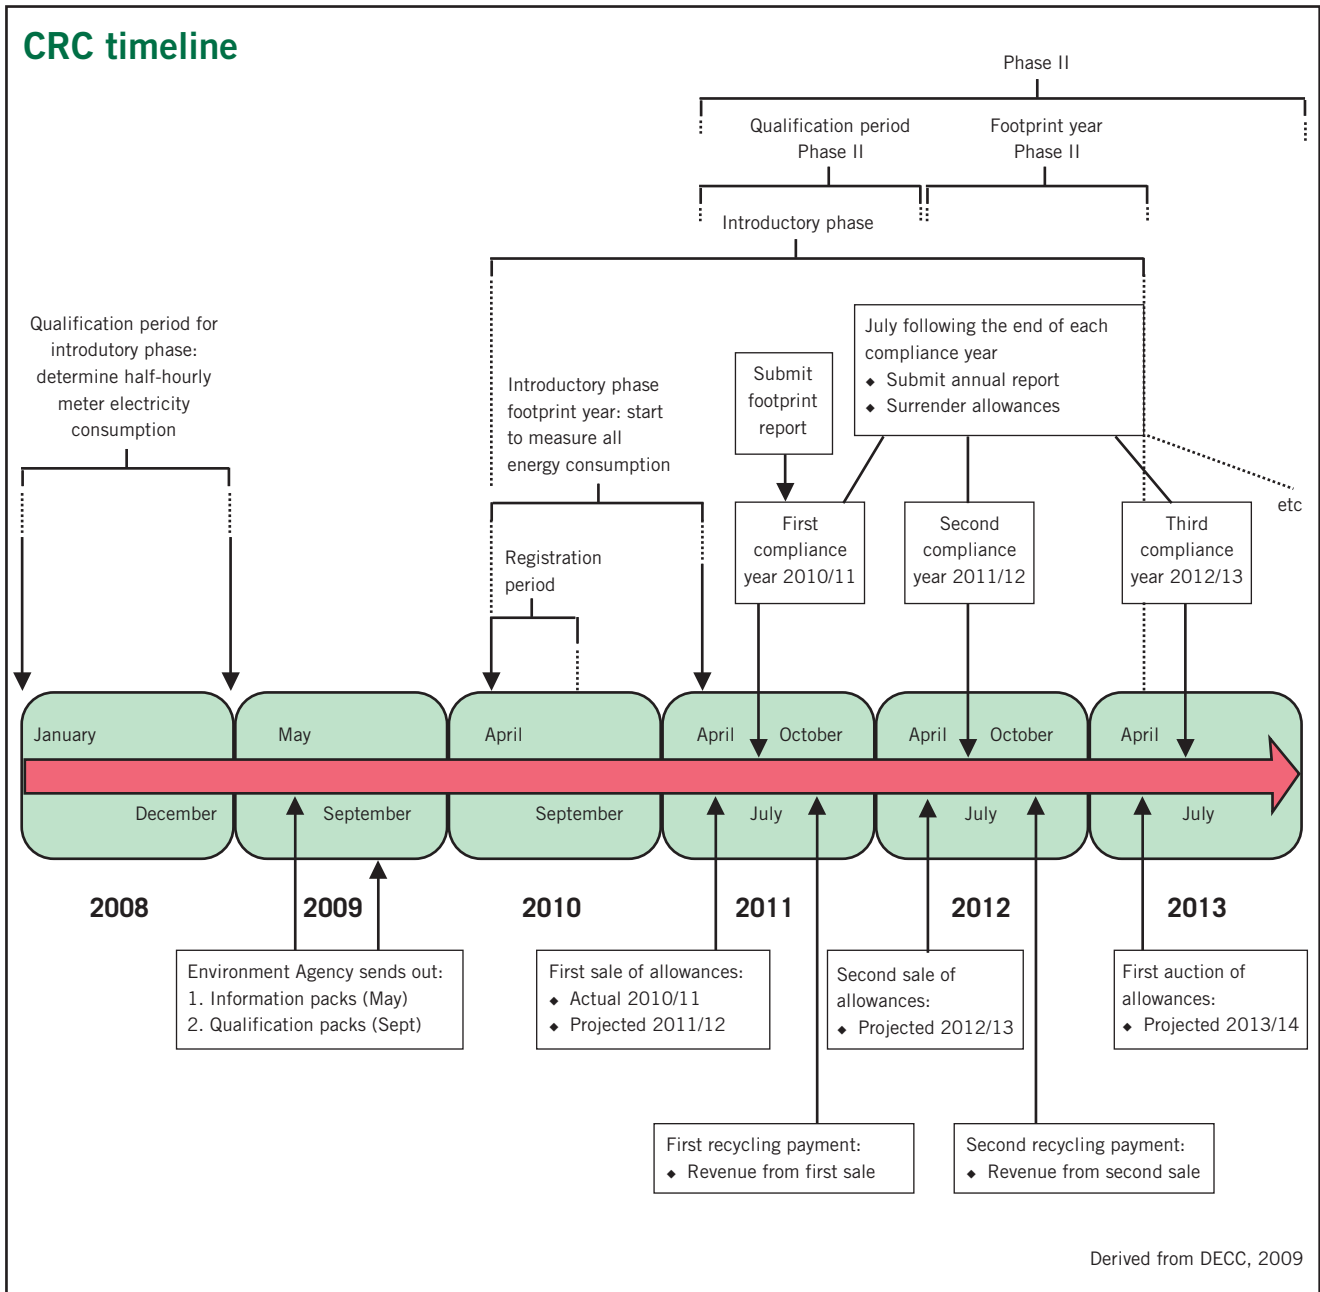 CRC timeline
Phase II
Qualification period
Phase II
Footprint year
Phase II
Introductory phase
Qualification period for
introdutory phase:
determine half-hourly
meter electricity
consumption
Introductory phase
footprint year: start
to measure all
energy consumption
Registration
period
Submit
footprint
report
July following the end of each
compliance year
◆ Submit annual report
◆ Surrender allowances
etc
First
compliance
year 2010/11
Second
compliance
year 2011/12
Third
compliance
year 2012/13
January
May
April
April October
April October
April
December
September
September
July
July
July
2008
2009
2010
2011
2012
2013
Environment Agency sends out:
1. Information packs (May)
2. Qualification packs (Sept)
First sale of allowances:
◆ Actual 2010/11
◆ Projected 2011/12
Second sale of
allowances:
◆ Projected 2012/13
First auction of
allowances:
◆ Projected 2013/14
First recycling payment:
◆ Revenue from first sale
Second recycling payment:
◆ Revenue from second sale
Derived from DECC, 2009